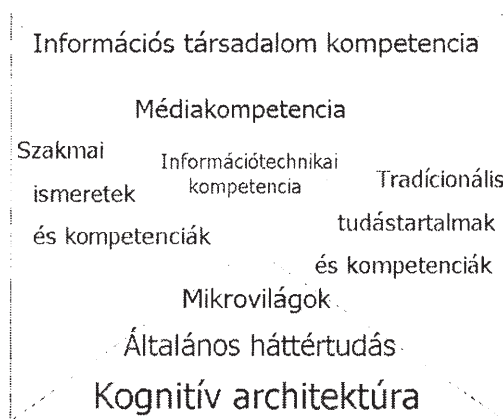 Információs társadalom kompetencia
Médiakompetencia
Szakmai
ismeretek
és kompetenciák
Információtechnikai
kompetencia
Tradícionális
tudástartalmak
és kompetenciák
Mikrovilágok
Általános háttértudás
Kognitív architektúra